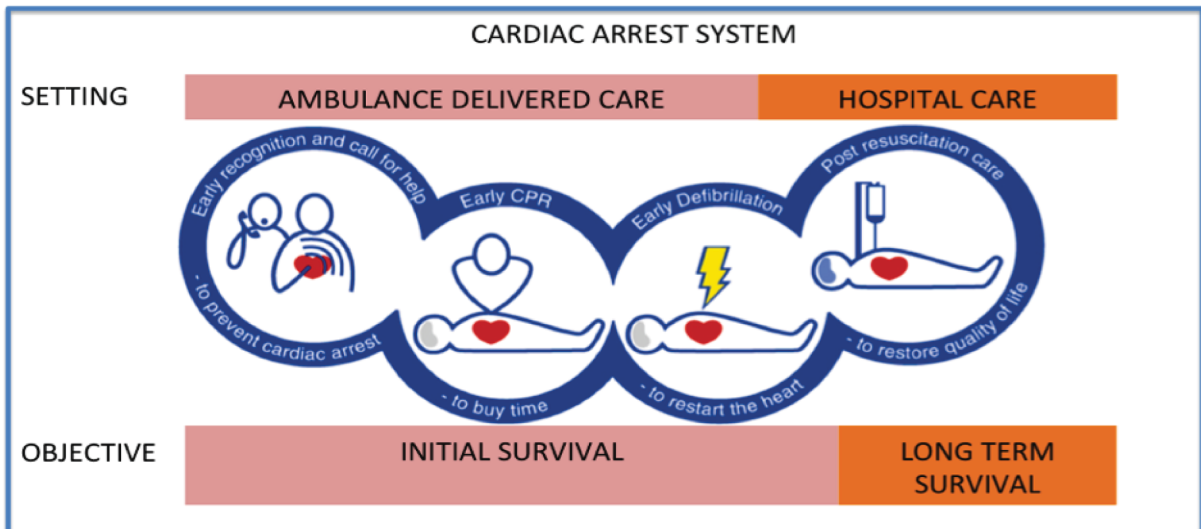 CARDIAC ARREST SYSTEM
SETTING
AMBULANCE DELIVERED CARE
HOSPITAL CARE
Early recognition and call for help
- to prevent cardiac arrest
Early CPR
- to buy time
Early Defibrillation
- to restart the heart
Post resuscitation care
- to restore quality of life
OBJECTIVE
INITIAL SURVIVAL
LONG TERM
SURVIVAL